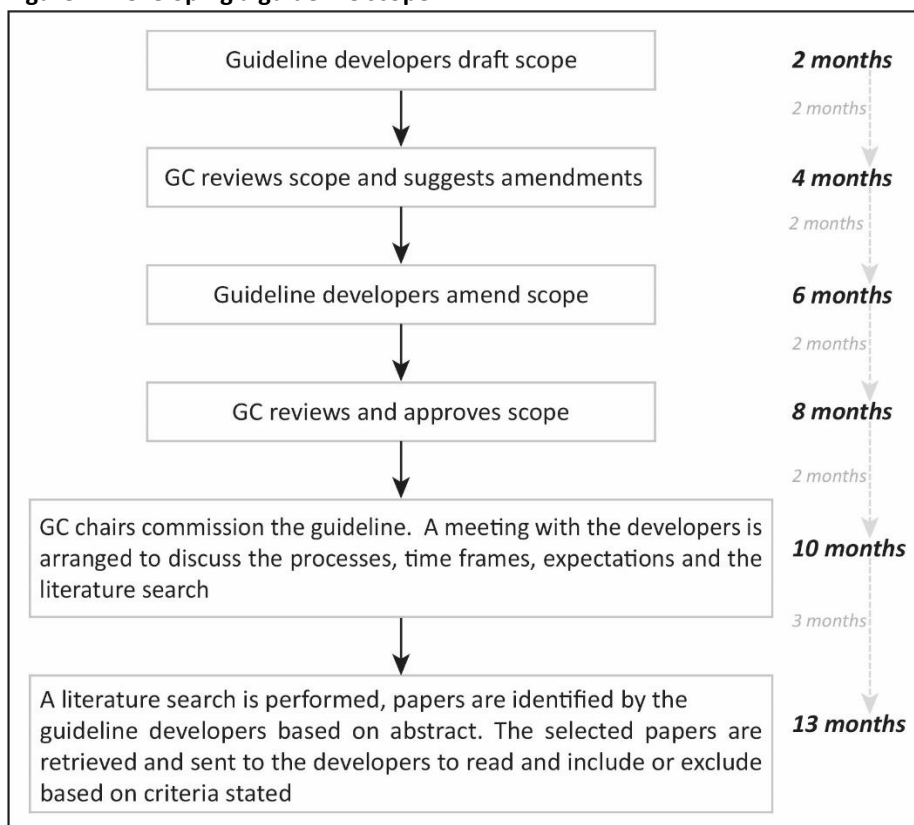 Guideline developers draft scope
2 months
2 months
GC reviews scope and suggests amendments
4 months
2 months
Guideline developers amend scope
6 months
2 months
GC reviews and approves scope
8 months
2 months
GC chairs commission the guideline. A meeting with the developers is
arranged to discuss the processes, time frames, expectations and the
literature search
10 months
3 months
A literature search is performed, papers are identified by the
guideline developers based on abstract. The selected papers are
retrieved and sent to the developers to read and include or exclude
based on criteria stated
13 months